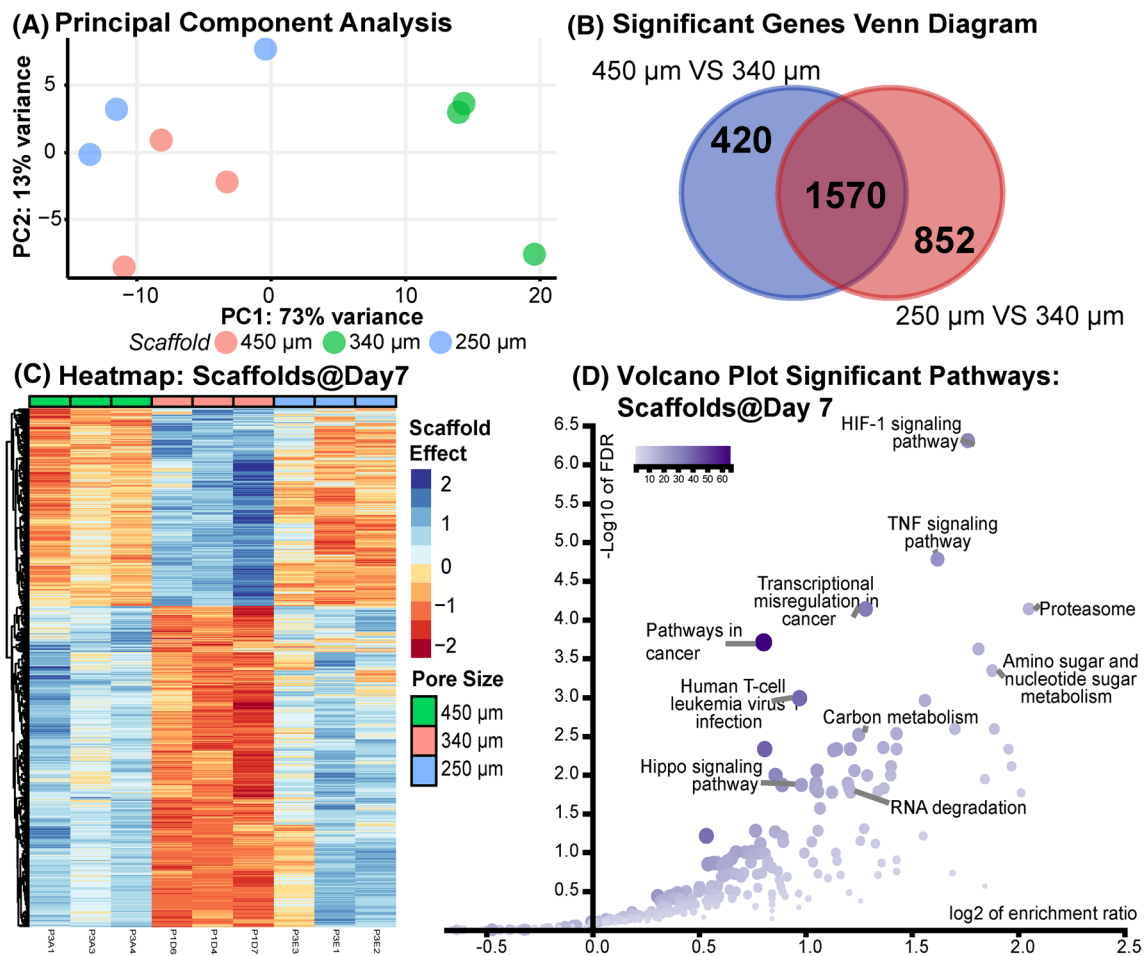 (A) Principal Component Analysis
PC2: 13% variance
5
0
−5
−10
0
10
20
PC1: 73% variance
Scaffold 450 µm 340 µm 250 µm
(B) Significant Genes Venn Diagram
450 µm VS 340 µm
420
1570
852
250 µm VS 340 µm
(C) Heatmap: Scaffolds@Day7
Scaffold
Effect
2
1
0
−1
−2
Pore Size
450 µm
340 µm
250 µm
P3A1
P3A3
P3A4
P1D6
P1D4
P1D7
P3E3
P3E1
P3E2
(D) Volcano Plot Significant Pathways:
Scaffolds@Day 7
-Log10 of FDR
6.5
6.0
5.5
5.0
4.5
4.0
3.5
3.0
2.5
2.0
1.5
1.0
0.5
10 20 30 40 50 60
HIF-1 signaling
pathway
TNF signaling
pathway
Transcriptional
misregulation in
cancer
Proteasome
Pathways in
cancer
Amino sugar and
nucleotide sugar
metabolism
Human T-cell
leukemia virus 1
infection
Carbon metabolism
Hippo signaling
pathway
RNA degradation
log2 of enrichment ratio
-0.5
0.0
0.5
1.0
1.5
2.0
2.5